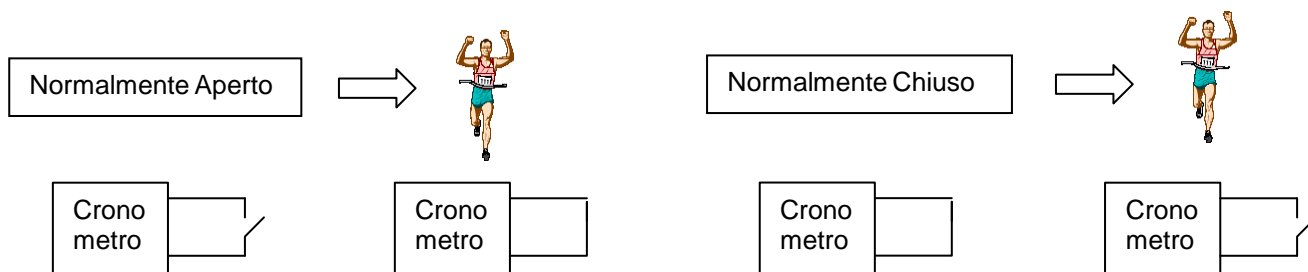 Normalmente Aperto
Normalmente Chiuso
Crono
metro
Crono
metro
Crono
metro
Crono
metro